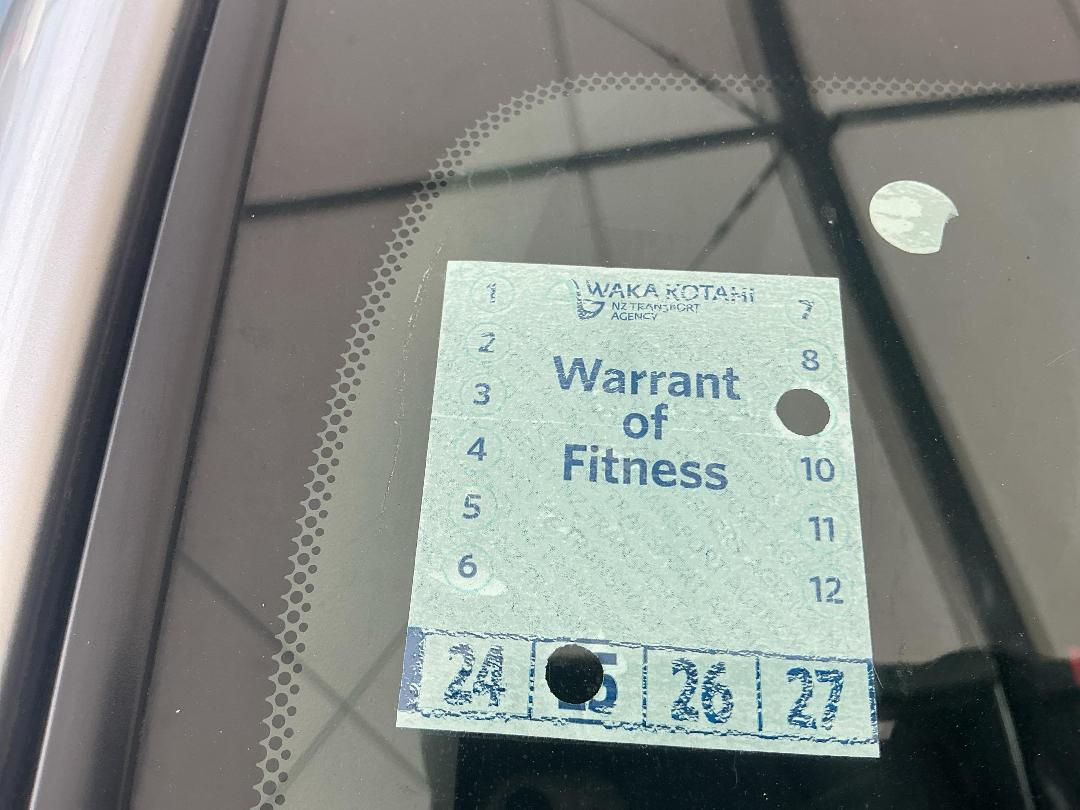 WAKA KOTAHI
NZ TRANSPORT
AGENCY
Warrant
of
Fitness
1
2
3
4
5
6
7
8
10
11
12
24 5 26 27